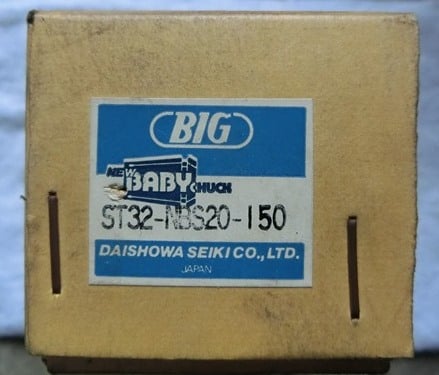 BIG
NEW
BABY
CHUCK
ST32-NBS20-150
DAISHOWA SEIKI CO., LTD.
JAPAN